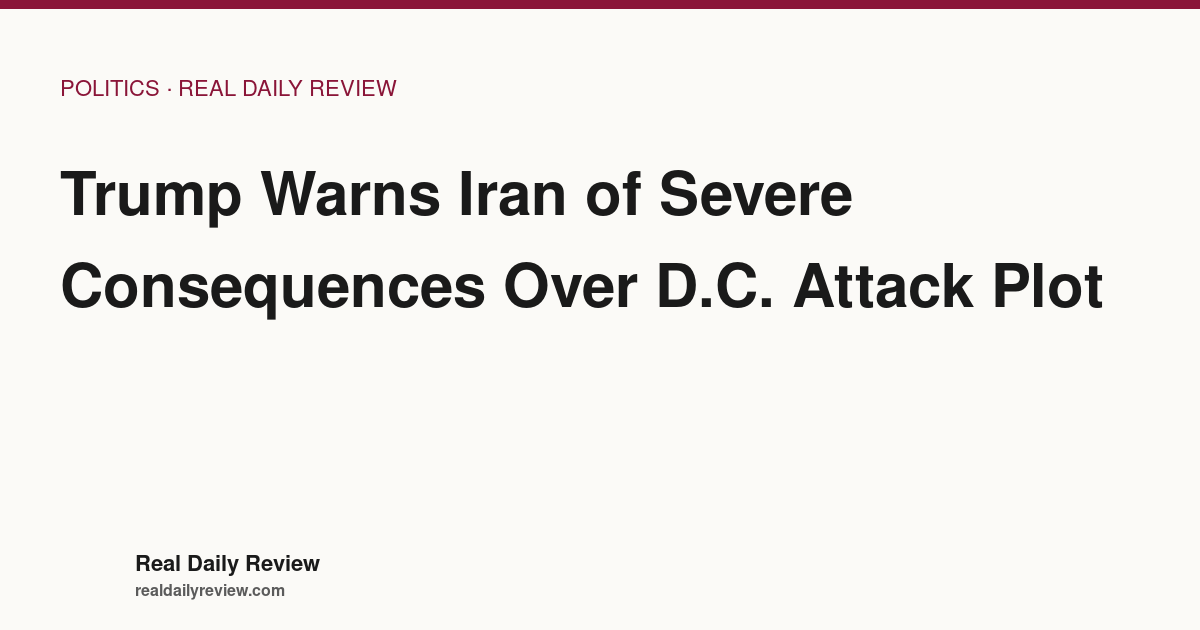 POLITICS · REAL DAILY REVIEW
Trump Warns Iran of Severe
Consequences Over D.C. Attack Plot
Real Daily Review
realdailyreview.com